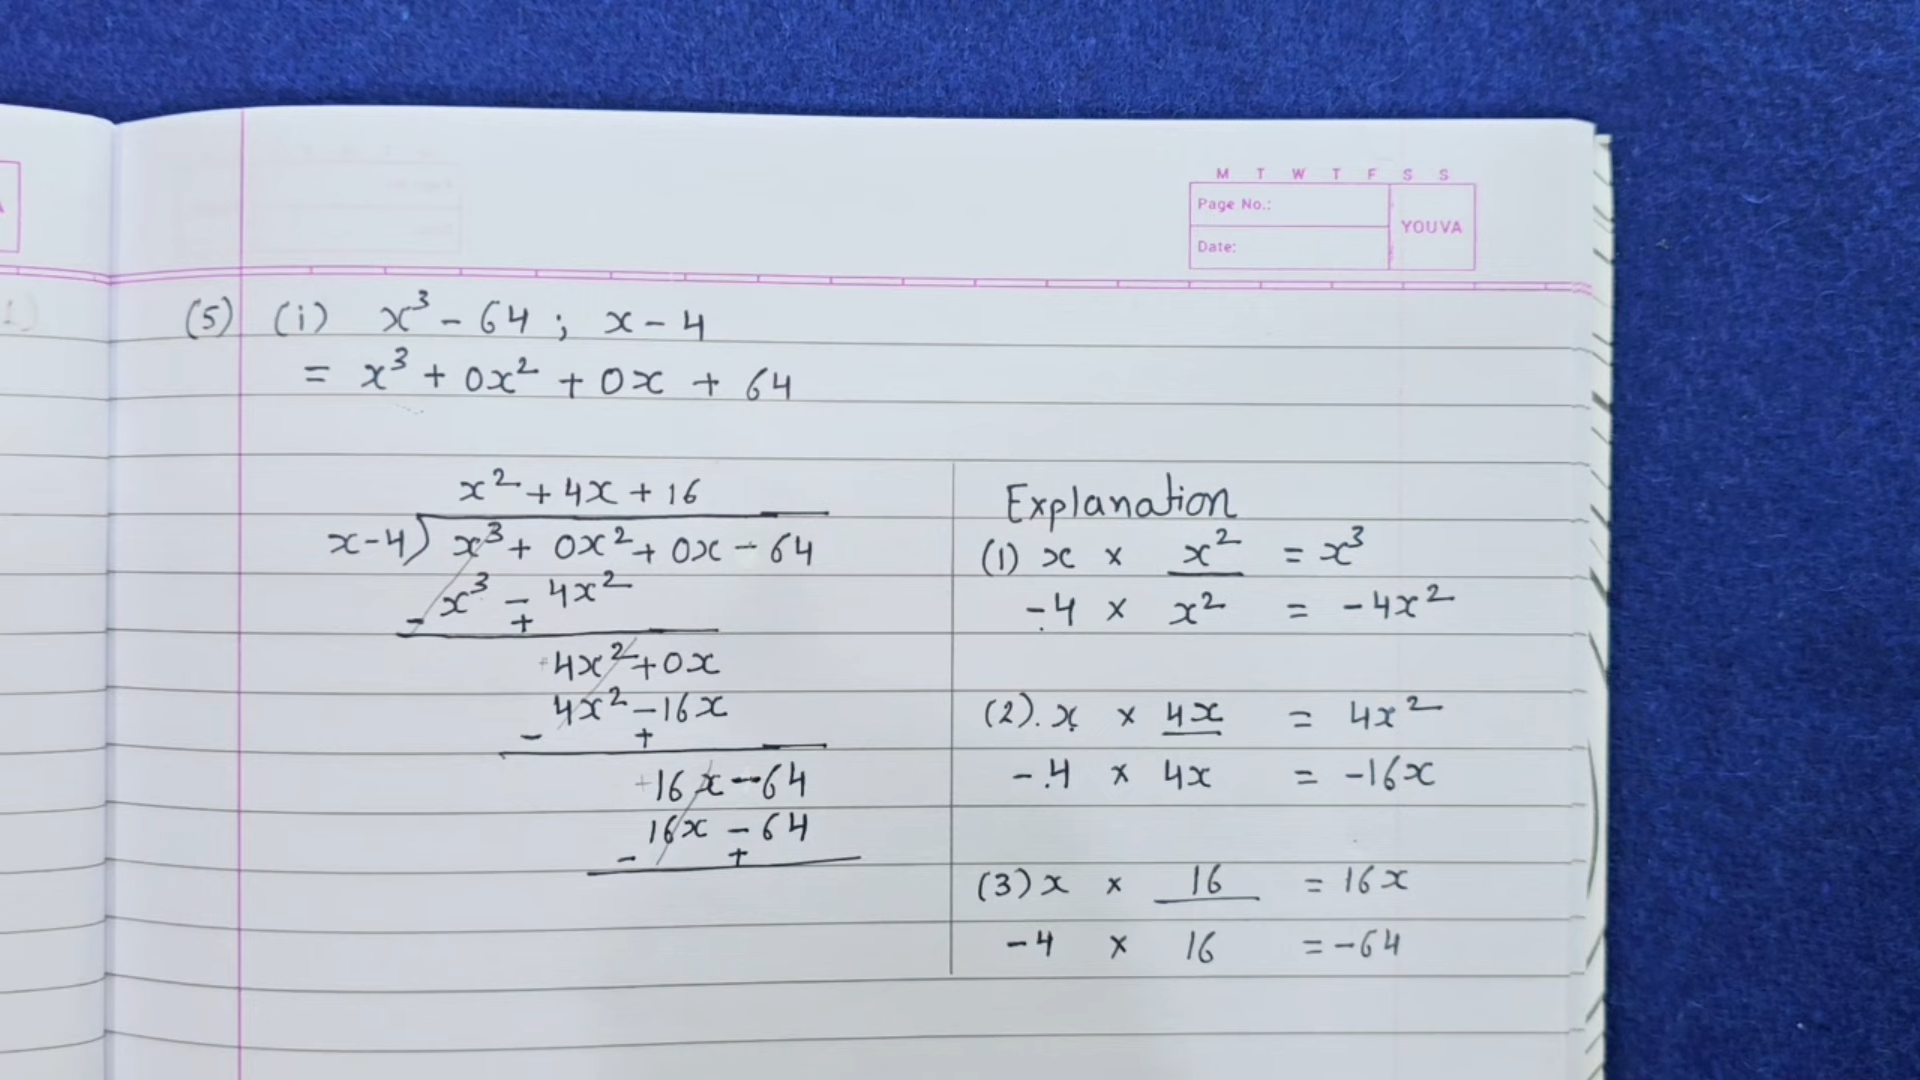 M T W T F S S
Page No.:
YOUVA
Date:
(5) (i) x³ - 64 ; x - 4
= x³ + 0x² + 0x + 64
x² + 4x + 16
x-4) x³ + 0x² + 0x - 64
x³ - 4x²
- +
+4x² + 0x
4x² - 16x
- +
+16x - 64
16x - 64
- +
Explanation
(1) x × x² = x³
-4 × x² = -4x²
(2). x × 4x = 4x²
-4 × 4x = -16x
(3) x × 16 = 16x
-4 × 16 = -64